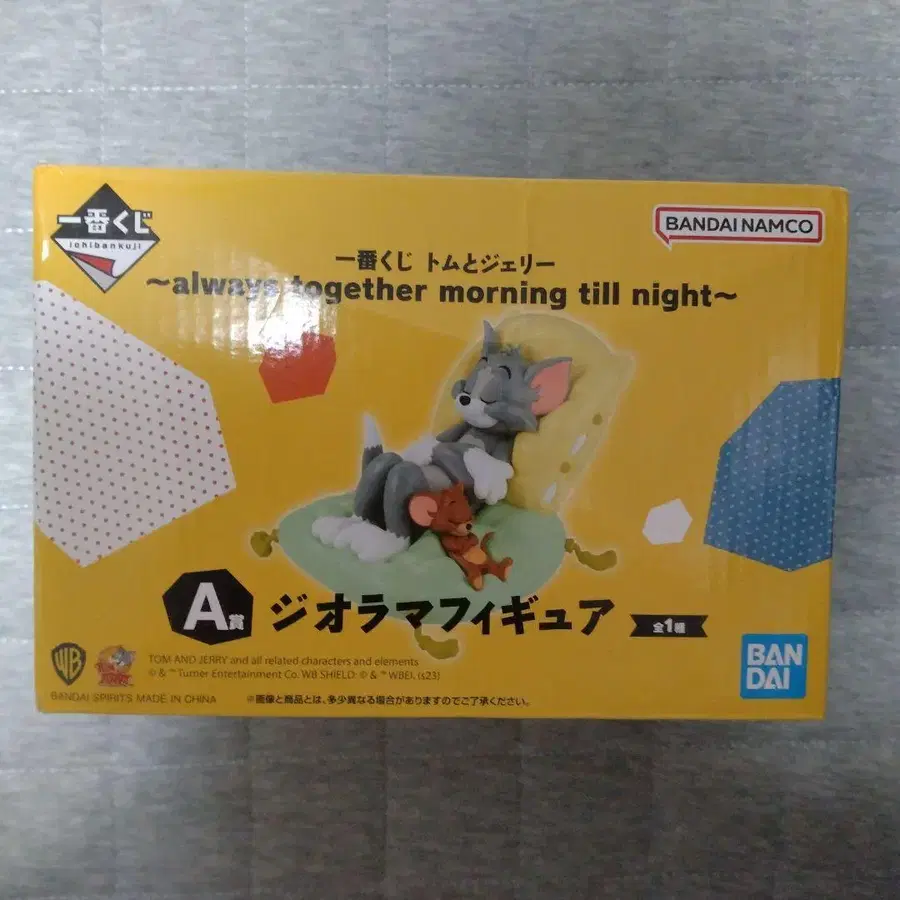 一番くじ
ichibankuji
BANDAI NAMCO
一番くじ トムとジェリー
～always together morning till night～
A賞
ジオラマフィギュア
全1種
WB
TOM and JERRY
TOM AND JERRY and all related characters and elements
© & ™ Turner Entertainment Co. WB SHIELD: © & ™ WBEI. (s23)
BANDAI SPIRITS MADE IN CHINA
※画像と商品とは、多少異なる場合がありますのでご了承ください。
BAN
DAI